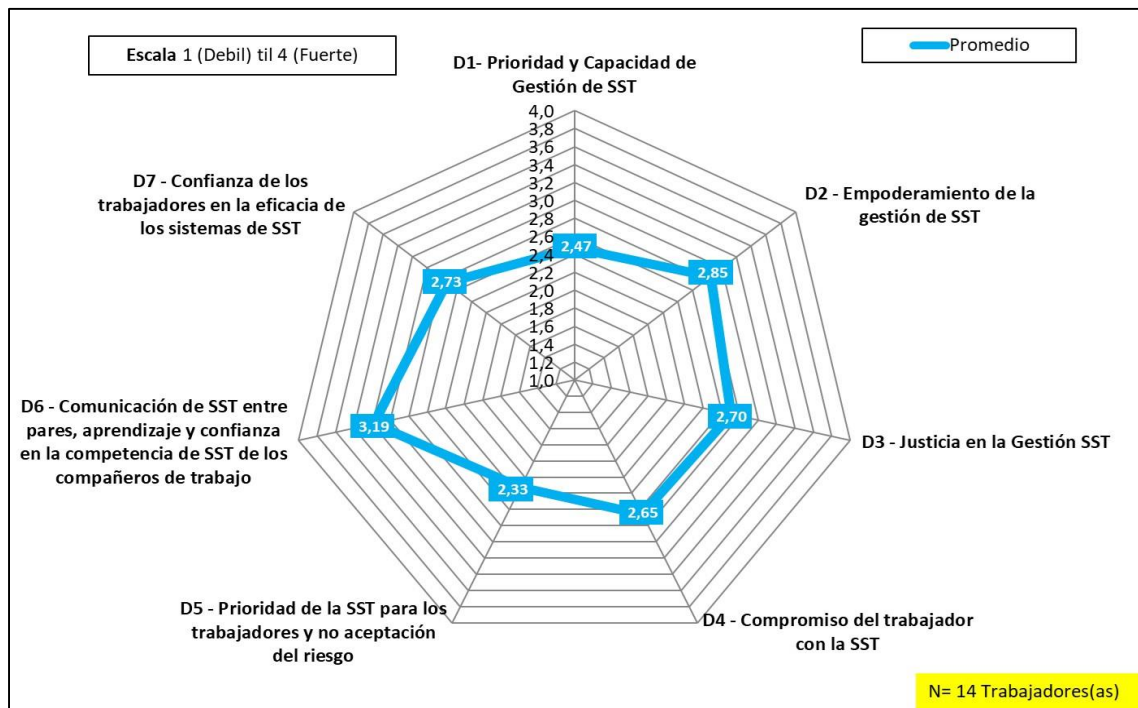 Escala 1 (Debil) til 4 (Fuerte)
Promedio
D1- Prioridad y Capacidad de
Gestión de SST
4,0
3,8
3,6
3,4
3,2
3,0
2,8
2,6
2,4
2,2
2,0
1,8
1,6
1,4
1,2
1,0
2,47
D2 - Empoderamiento de la
gestión de SST
2,85
D3 - Justicia en la Gestión SST
2,70
D4 - Compromiso del trabajador
con la SST
2,65
D5 - Prioridad de la SST para los
trabajadores y no aceptación
del riesgo
2,33
D6 - Comunicación de SST entre
pares, aprendizaje y confianza
en la competencia de SST de los
compañeros de trabajo
3,19
D7 - Confianza de los
trabajadores en la eficacia de
los sistemas de SST
2,73
N= 14 Trabajadores(as)